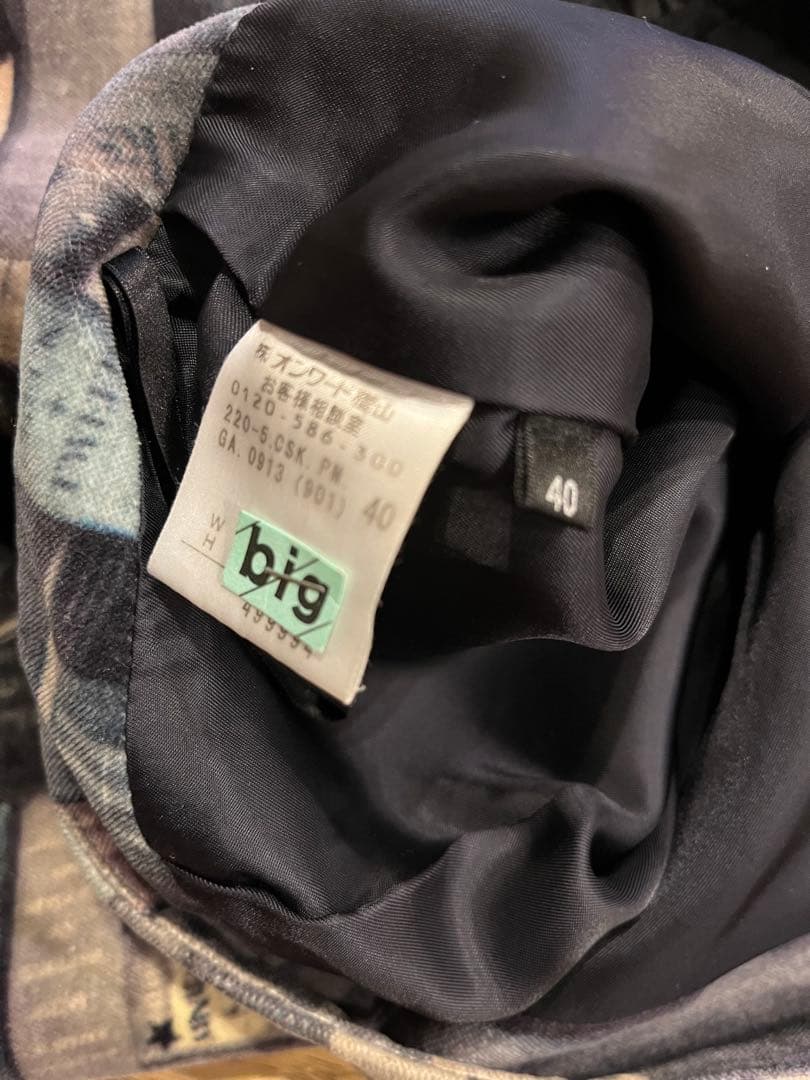 株)オンワード樫山
お客様相談室
0120-586-300
220-5.CSK.PN
GA.0913 (901) 40
W
H
big
499994
40